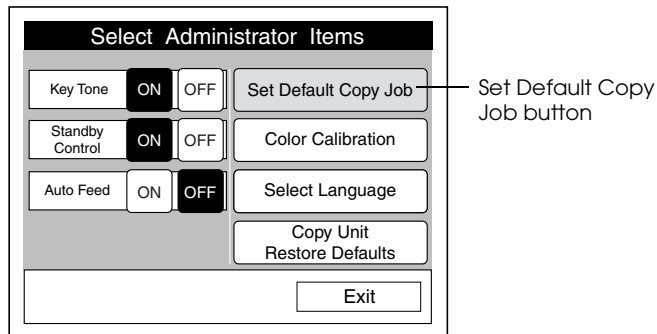 Select Administrator Items
Key Tone ON OFF
Set Default Copy Job
Set Default Copy
Job button
Standby
Control
ON OFF
Color Calibration
Auto Feed ON OFF
Select Language
Copy Unit
Restore Defaults
Exit